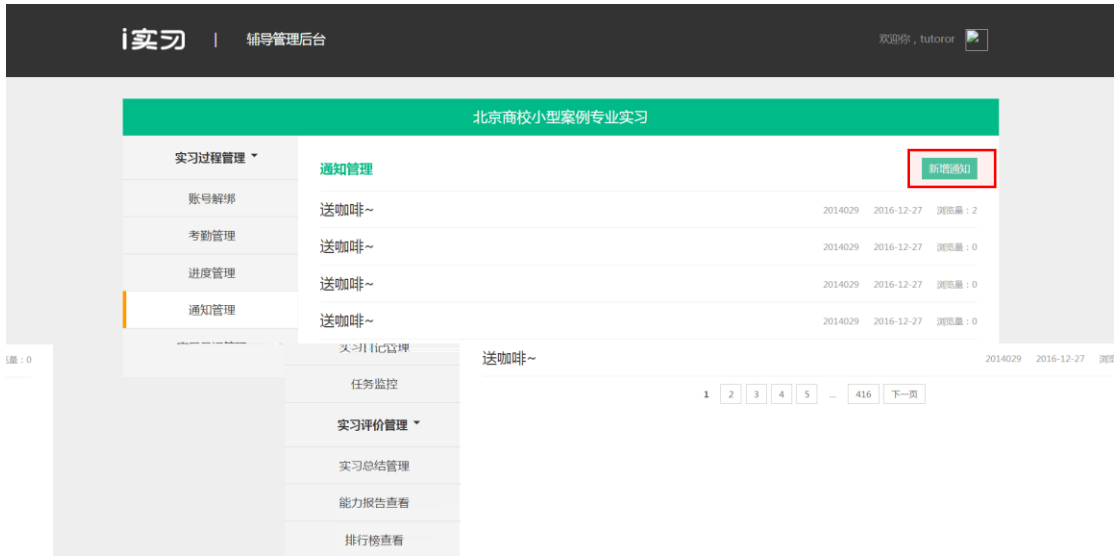 i实习 | 辅导管理后台 欢迎你，tutoror
北京商校小型案例专业实习
实习过程管理
通知管理 新增通知
账号解绑
送咖啡~ 2014029 2016-12-27 浏览量：2
考勤管理
送咖啡~ 2014029 2016-12-27 浏览量：0
进度管理
送咖啡~ 2014029 2016-12-27 浏览量：0
通知管理
送咖啡~ 2014029 2016-12-27 浏览量：0
量：0
实习日记管理
送咖啡~ 2014029 2016-12-27
任务监控
1 2 3 4 5 ... 416 下一页
实习评价管理
实习总结管理
能力报告查看
排行榜查看